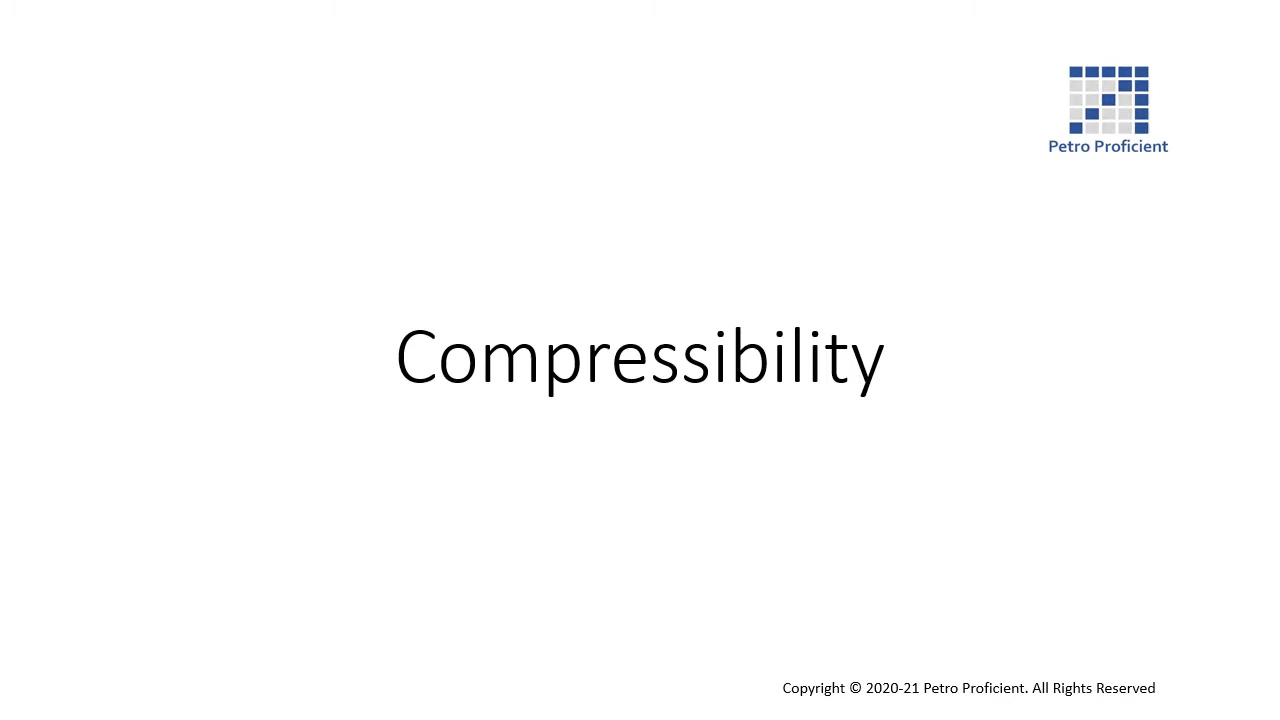 Petro Proficient
Compressibility
Copyright © 2020-21 Petro Proficient. All Rights Reserved